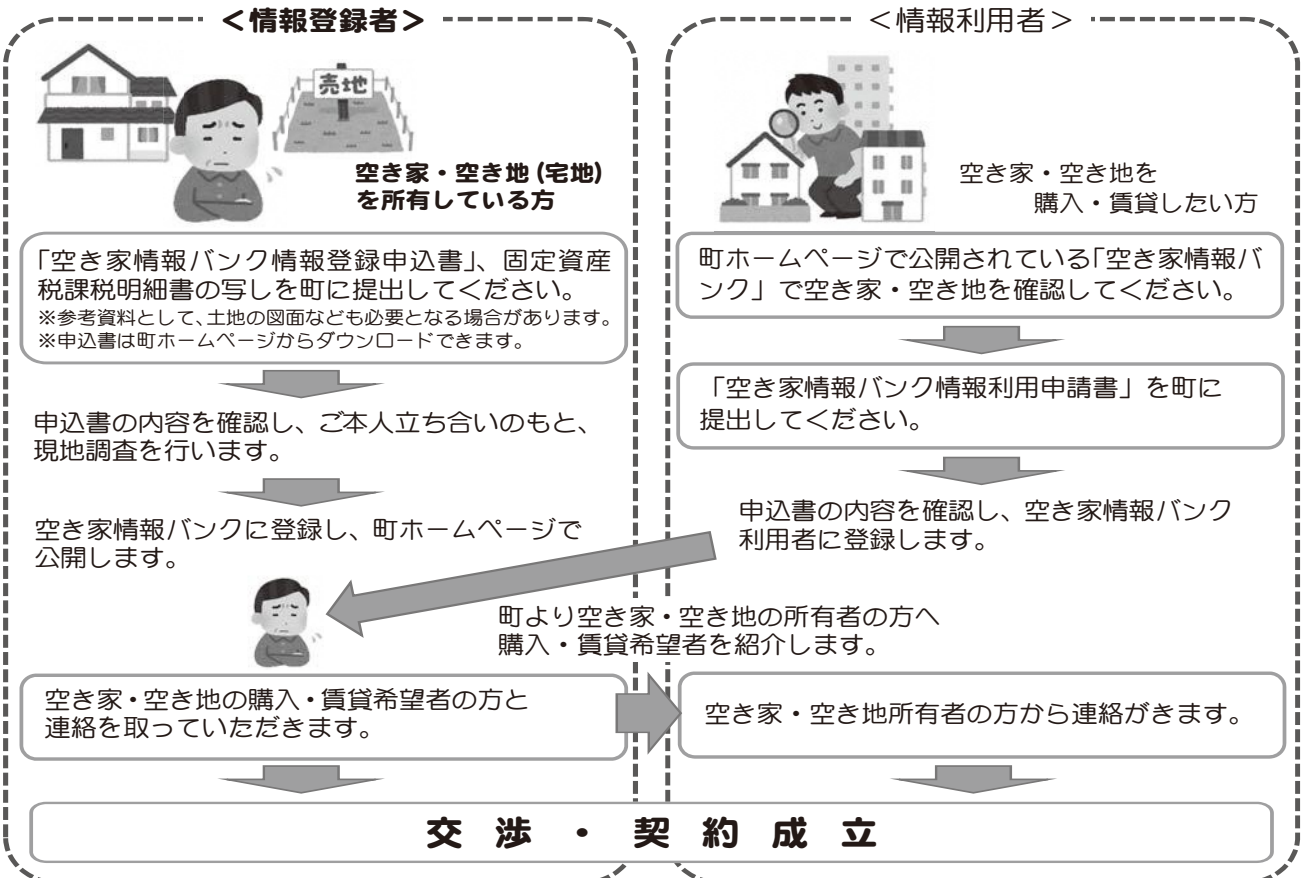 ＜情報登録者＞
売地
空き家・空き地（宅地）
を所有している方
「空き家情報バンク情報登録申込書」、固定資産
税課税明細書の写しを町に提出してください。
※参考資料として、土地の図面なども必要となる場合があります。
※申込書は町ホームページからダウンロードできます。
申込書の内容を確認し、ご本人立ち合いのもと、
現地調査を行います。
空き家情報バンクに登録し、町ホームページで
公開します。
＜情報利用者＞
空き家・空き地を
購入・賃貸したい方
町ホームページで公開されている「空き家情報バ
ンク」で空き家・空き地を確認してください。
「空き家情報バンク情報利用申請書」を町に
提出してください。
申込書の内容を確認し、空き家情報バンク
利用者に登録します。
町より空き家・空き地の所有者の方へ
購入・賃貸希望者を紹介します。
空き家・空き地の購入・賃貸希望者の方と
連絡を取っていただきます。
空き家・空き地所有者の方から連絡がきます。
交渉・契約成立